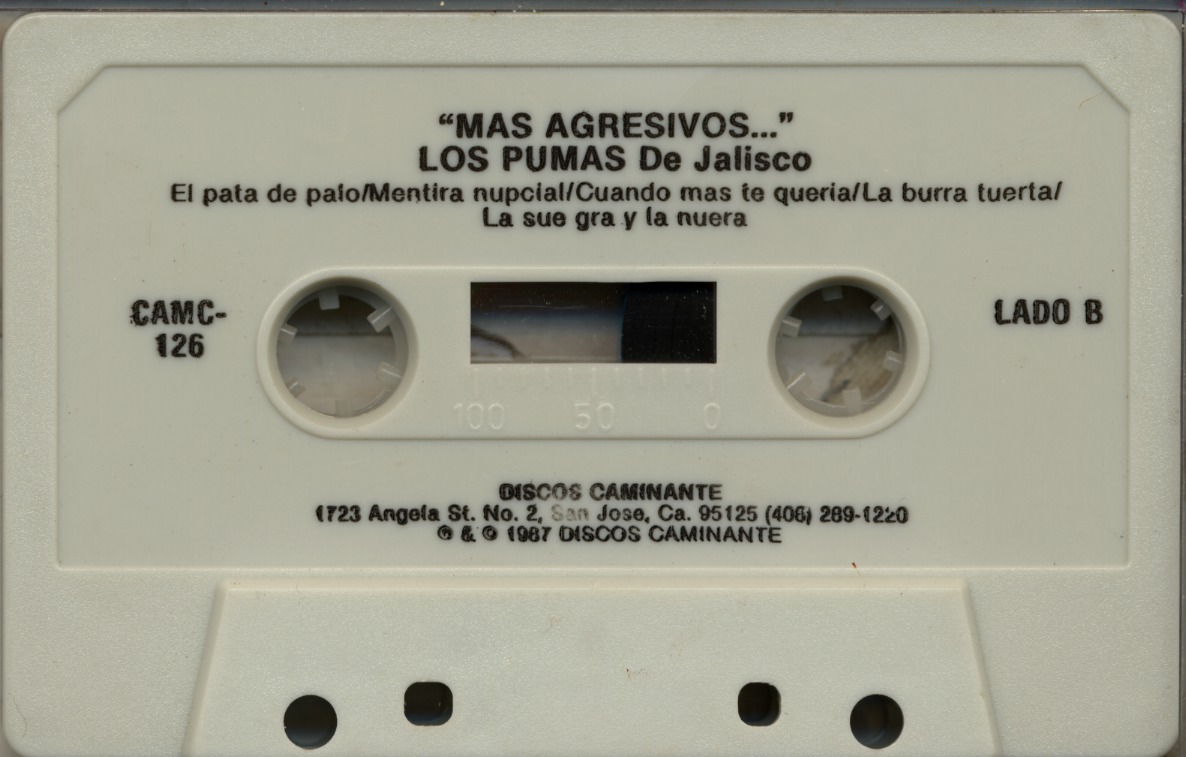 "MAS AGRESIVOS..."
LOS PUMAS De Jalisco
El pata de palo/Mentira nupcial/Cuando mas te queria/La burra tuerta/
La sue gra y la nuera
CAMC-
126
LADO B
100 50 0
DISCOS CAMINANTE
1723 Angela St. No. 2, San Jose, Ca. 95125 (408) 289-1220
℗ & © 1987 DISCOS CAMINANTE